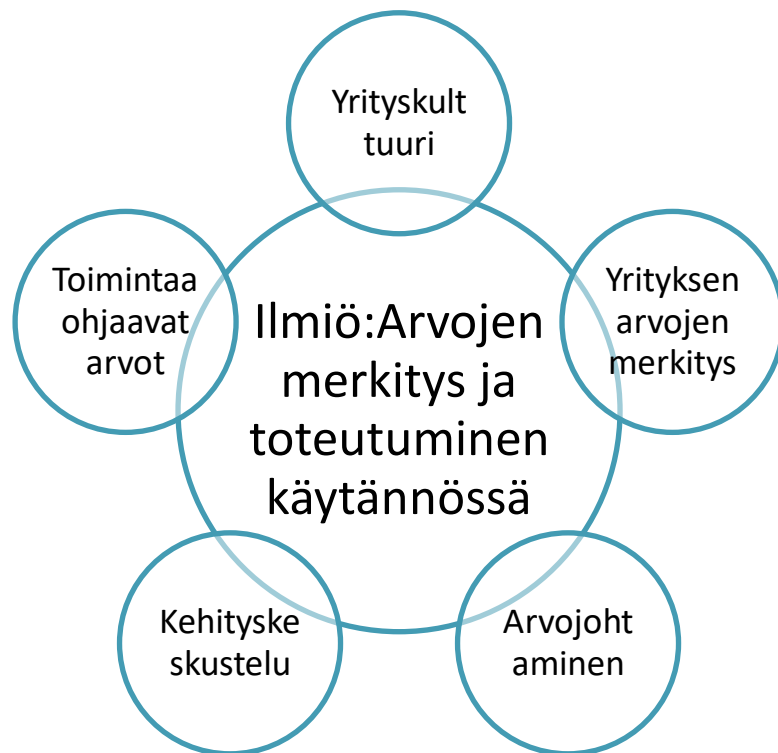 Yrityskult
tuuri
Toimintaa
ohjaavat
arvot
Ilmiö:Arvojen
merkitys ja
toteutuminen
käytännössä
Yrityksen
arvojen
merkitys
Kehityske
skustelu
Arvojoht
aminen